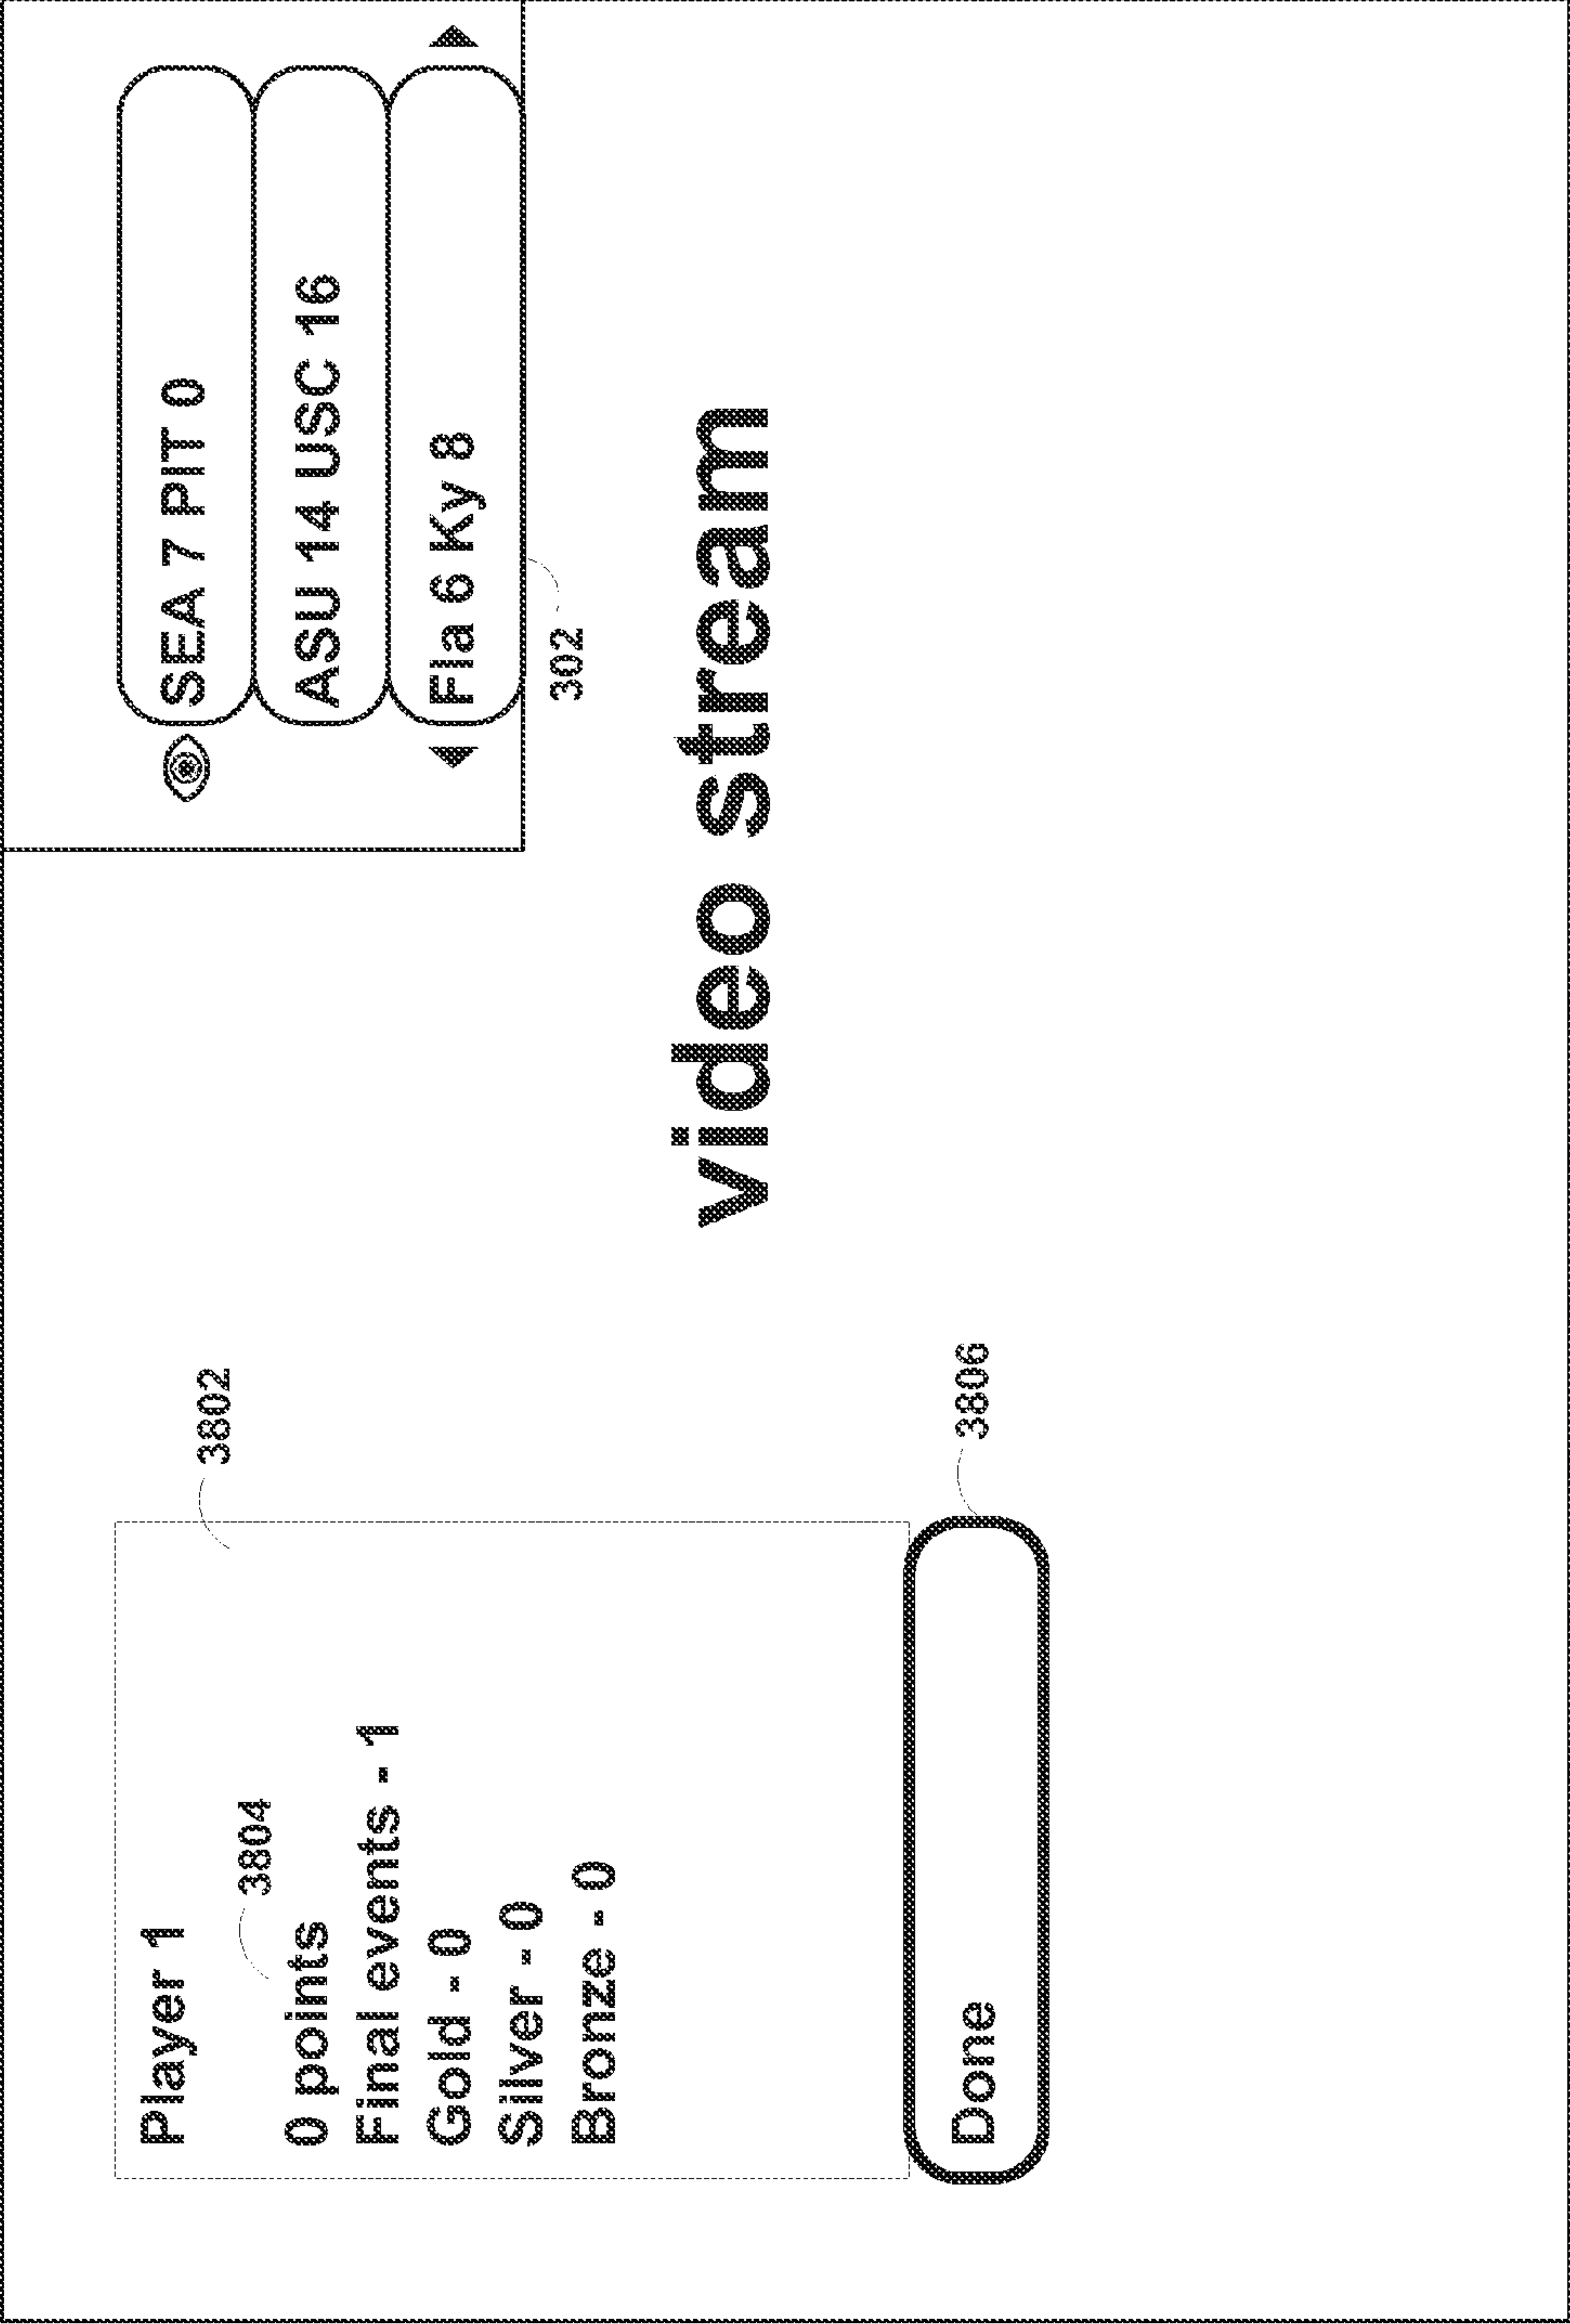 Player 1
3802
3804
0 points
Final events - 1
Gold - 0
Silver - 0
Bronze - 0
Done
3806
SEA 7 PIT 0
ASU 14 USC 16
Fla 6 Ky 8
302
video stream